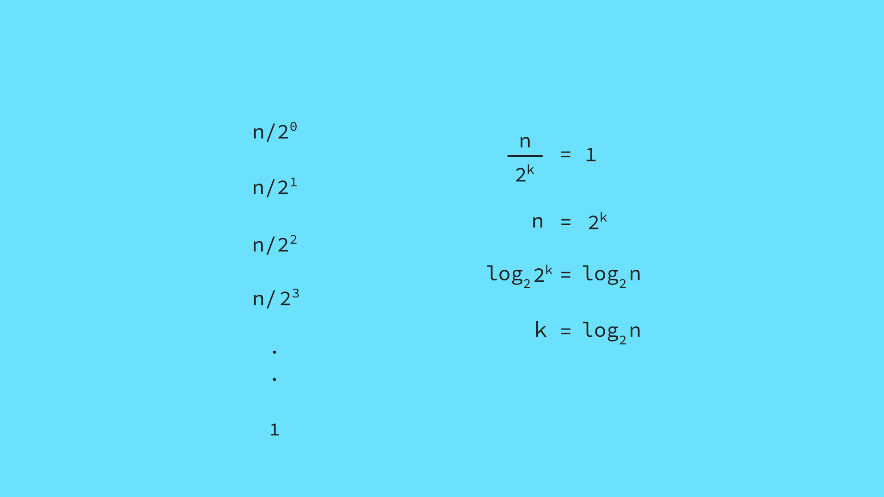 n/2⁰
n/2¹
n/2²
n/2³
.
.
1
n
2ᵏ
= 1
n = 2ᵏ
log₂2ᵏ = log₂n
k = log₂n